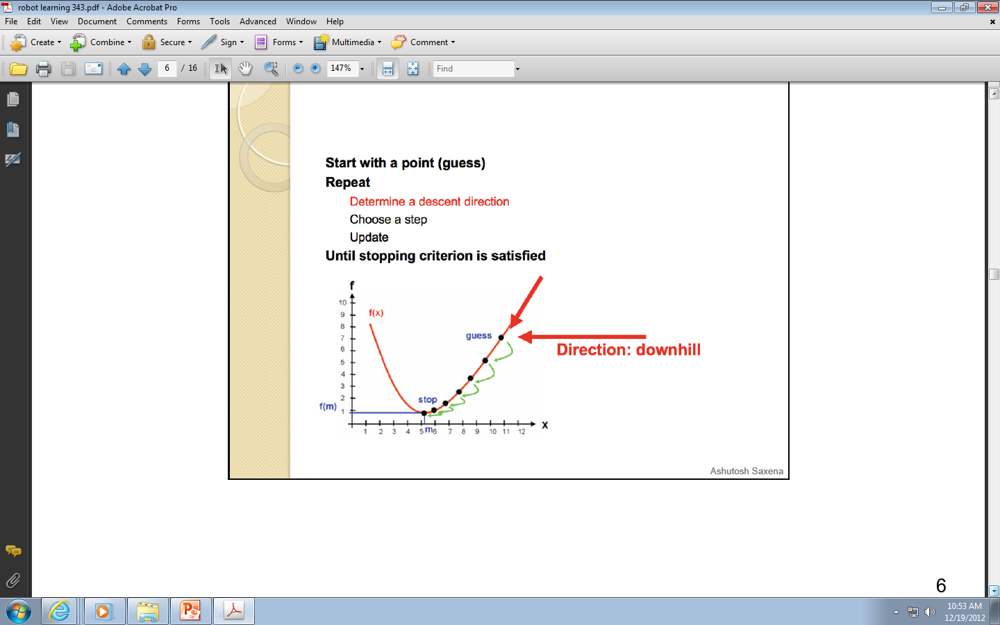 robot learning 343.pdf - Adobe Acrobat Pro
File Edit View Document Comments Forms Tools Advanced Window Help
Create Combine Secure Sign Forms Multimedia Comment
6 / 16 147% Find
Start with a point (guess)
Repeat
Determine a descent direction
Choose a step
Update
Until stopping criterion is satisfied
f
10
9
8
7
6
5
4
3
2
1
f(x)
guess
Direction: downhill
stop
f(m)
m
x
1 2 3 4 5 6 7 8 9 10 11 12
Ashutosh Saxena
6
10:53 AM
12/19/2012